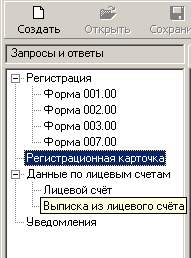 Создать Открыть
Запросы и ответы
Регистрация
Форма 001.00
Форма 002.00
Форма 003.00
Форма 007.00
Регистрационная карточка
Данные по лицевым счетам
Лицевой счёт
Выписка из лицевого счёта
Уведомления